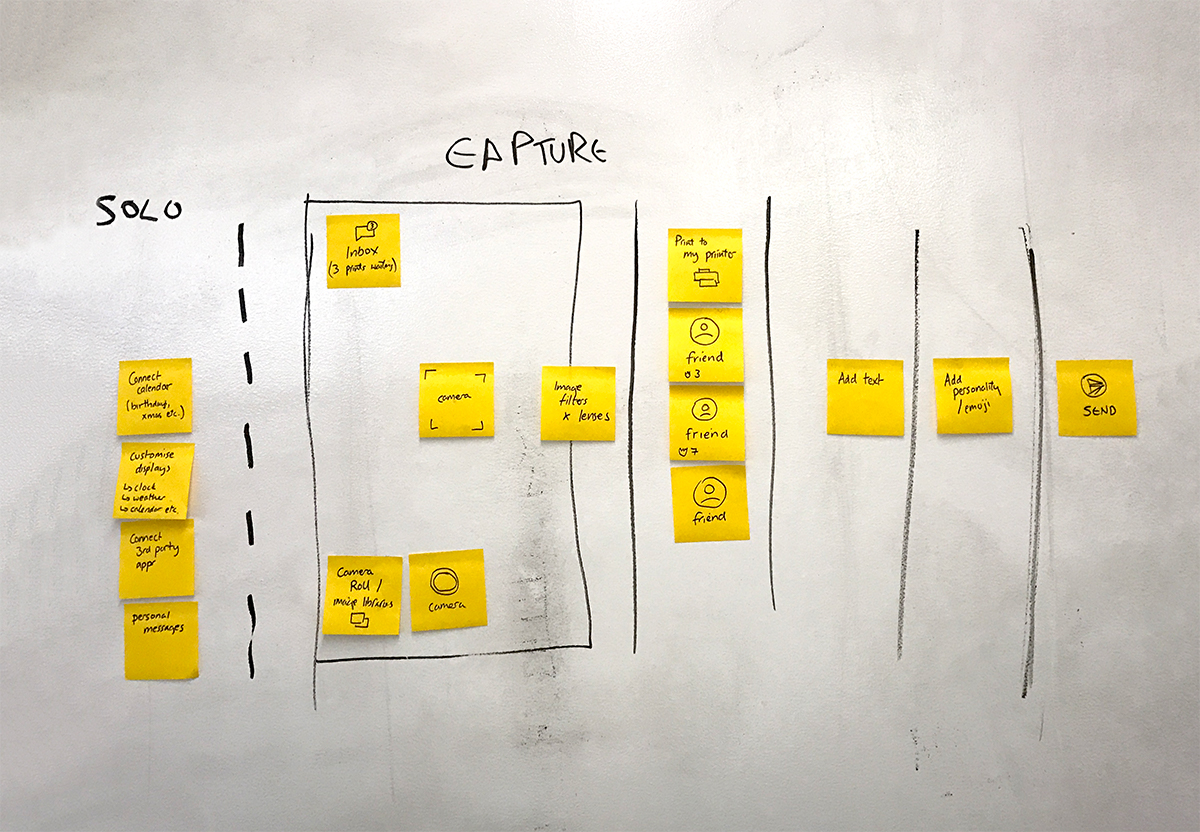 CAPTURE
SOLO
Inbox
(3 prints waiting)
Print to
my printer
friend
3
friend
7
friend
Connect
calendar
(birthday,
xmas etc.)
Customise
displays
↳ clock
↳ weather
↳ calendar etc.
Connect
3rd party
appr
personal
messages
camera
Image
filters
x lenses
Camera
Roll /
image libraries
camera
Add text
Add
personality
/ emoji
SEND